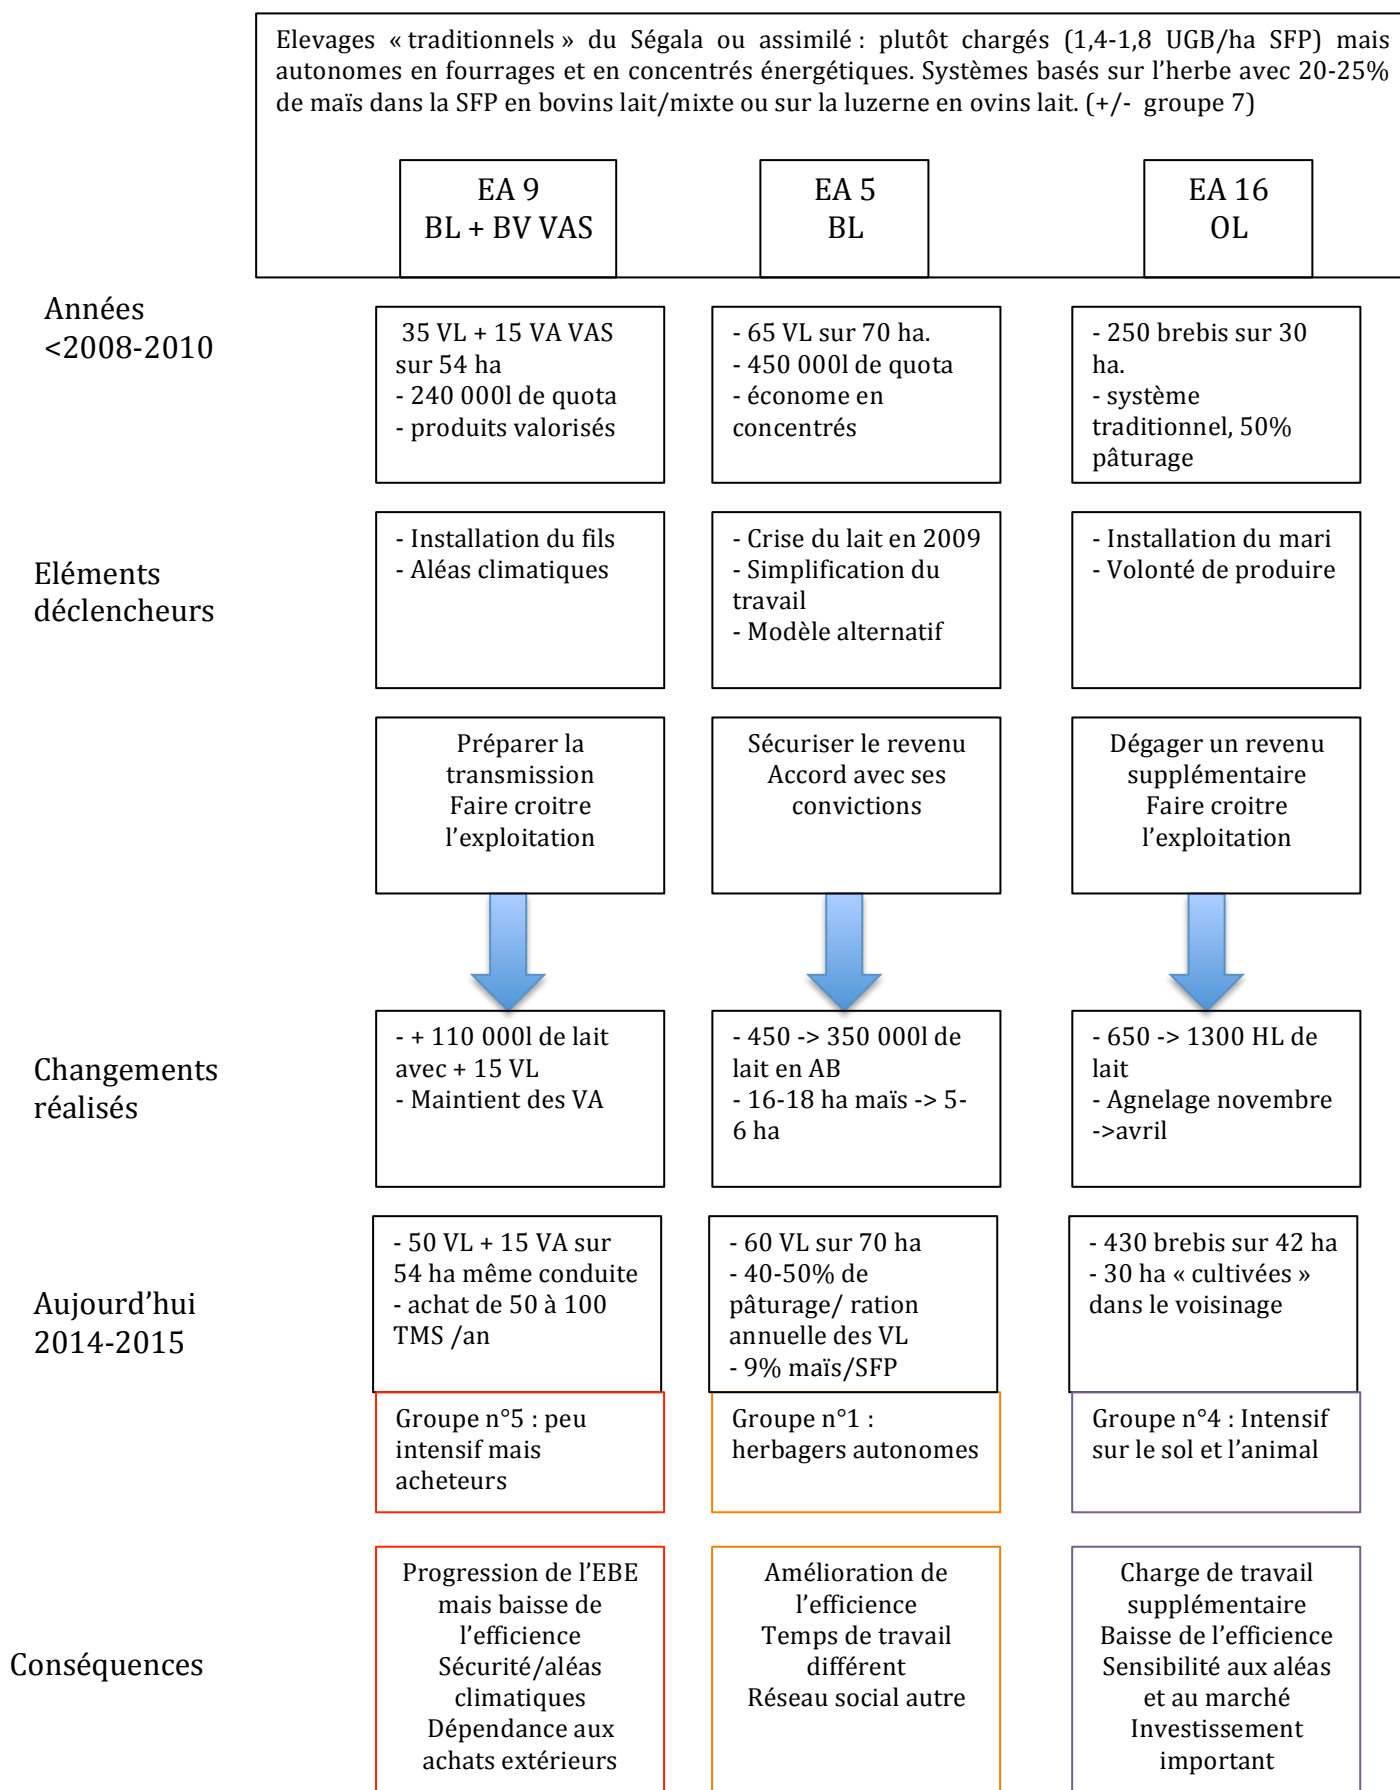 Elevages « traditionnels » du Ségala ou assimilé : plutôt chargés (1,4-1,8 UGB/ha SFP) mais
autonomes en fourrages et en concentrés énergétiques. Systèmes basés sur l’herbe avec 20-25%
de maïs dans la SFP en bovins lait/mixte ou sur la luzerne en ovins lait. (+/- groupe 7)
EA 9
BL + BV VAS
EA 5
BL
EA 16
OL
Années
<2008-2010
35 VL + 15 VA VAS
sur 54 ha
- 240 000l de quota
- produits valorisés
- 65 VL sur 70 ha.
- 450 000l de quota
- économe en
concentrés
- 250 brebis sur 30
ha.
- système
traditionnel, 50%
pâturage
Eléments
déclencheurs
- Installation du fils
- Aléas climatiques
- Crise du lait en 2009
- Simplification du
travail
- Modèle alternatif
- Installation du mari
- Volonté de produire
Préparer la
transmission
Faire croitre
l’exploitation
Sécuriser le revenu
Accord avec ses
convictions
Dégager un revenu
supplémentaire
Faire croitre
l’exploitation
Changements
réalisés
- + 110 000l de lait
avec + 15 VL
- Maintient des VA
- 450 -> 350 000l de
lait en AB
- 16-18 ha maïs -> 5-
6 ha
- 650 -> 1300 HL de
lait
- Agnelage novembre
->avril
Aujourd’hui
2014-2015
- 50 VL + 15 VA sur
54 ha même conduite
- achat de 50 à 100
TMS /an
- 60 VL sur 70 ha
- 40-50% de
pâturage/ ration
annuelle des VL
- 9% maïs/SFP
- 430 brebis sur 42 ha
- 30 ha « cultivées »
dans le voisinage
Groupe n°5 : peu
intensif mais
acheteurs
Groupe n°1 :
herbagers autonomes
Groupe n°4 : Intensif
sur le sol et l’animal
Conséquences
Progression de l’EBE
mais baisse de
l’efficience
Sécurité/aléas
climatiques
Dépendance aux
achats extérieurs
Amélioration de
l’efficience
Temps de travail
différent
Réseau social autre
Charge de travail
supplémentaire
Baisse de l’efficience
Sensibilité aux aléas
et au marché
Investissement
important